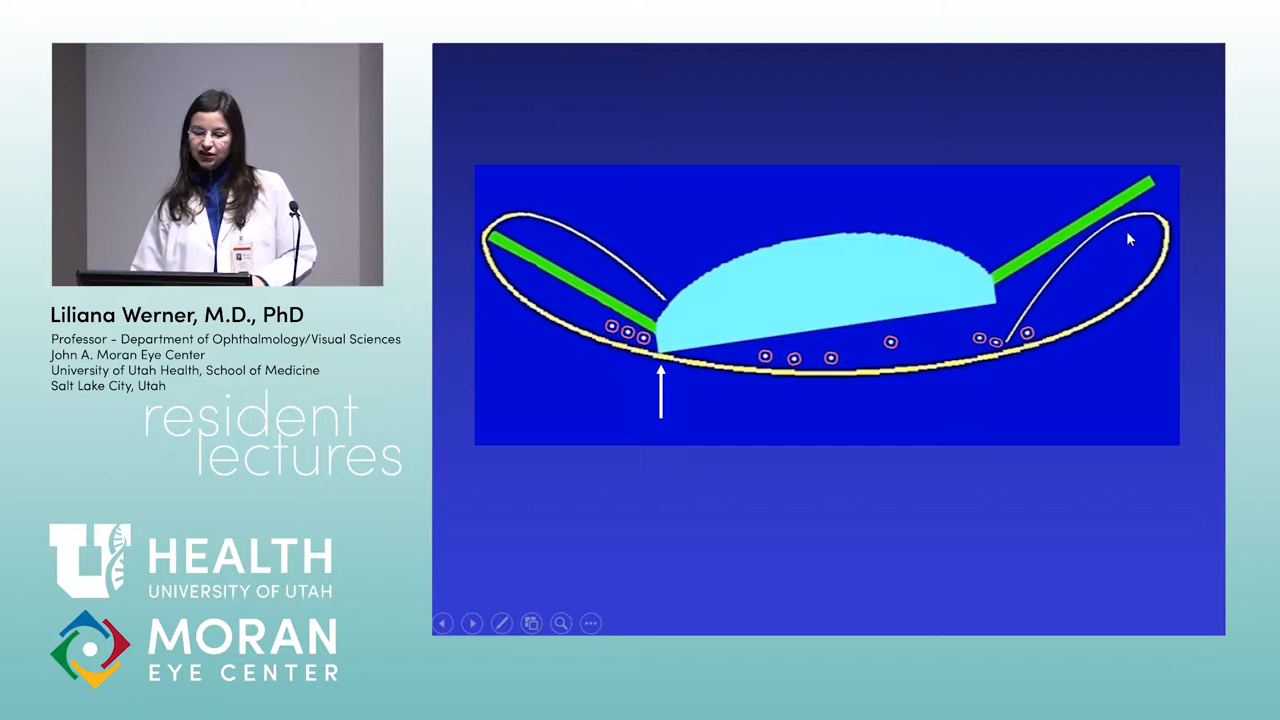 Liliana Werner, M.D., PhD
Professor - Department of Ophthalmology/Visual Sciences
John A. Moran Eye Center
University of Utah Health, School of Medicine
Salt Lake City, Utah
resident
lectures
U HEALTH
UNIVERSITY OF UTAH
MORAN
EYE CENTER